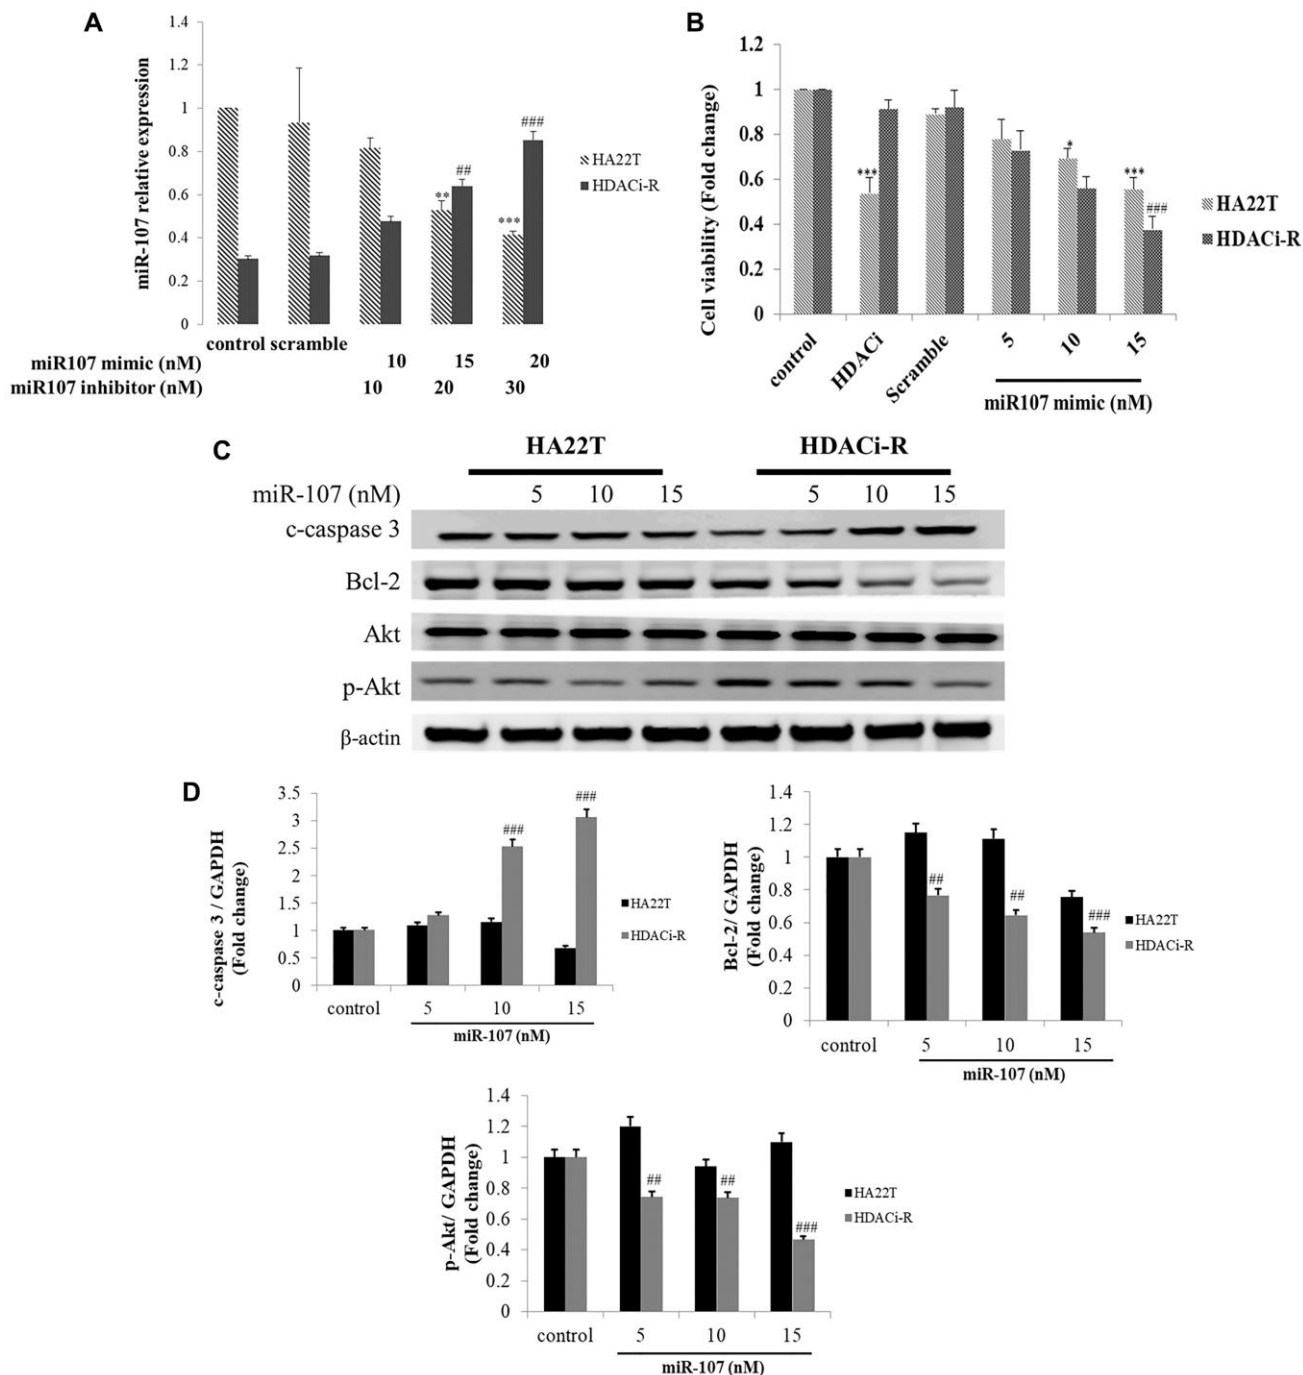 A
miR-107 relative expression
1.4
1.2
1
0.8
0.6
0.4
0.2
0
**
##
***
###
HA22T
HDACi-R
control scramble
miR107 mimic (nM) 10 15 20
miR107 inhibitor (nM) 10 20 30
B
Cell viability (Fold change)
1.2
1
0.8
0.6
0.4
0.2
0
***
*
***
###
HA22T
HDACi-R
control HDACi Scramble 5 10 15
miR107 mimic (nM)
C
HA22T HDACi-R
miR-107 (nM) 5 10 15 5 10 15
c-caspase 3
Bcl-2
Akt
p-Akt
β-actin
D
c-caspase 3 / GAPDH
(Fold change)
3.5
3
2.5
2
1.5
1
0.5
0
###
###
HA22T
HDACi-R
control 5 10 15
miR-107 (nM)
Bcl-2/ GAPDH
(Fold change)
1.4
1.2
1
0.8
0.6
0.4
0.2
0
##
##
###
HA22T
HDACi-R
control 5 10 15
miR-107 (nM)
p-Akt/ GAPDH
(Fold change)
1.4
1.2
1
0.8
0.6
0.4
0.2
0
##
##
###
HA22T
HDACi-R
control 5 10 15
miR-107 (nM)